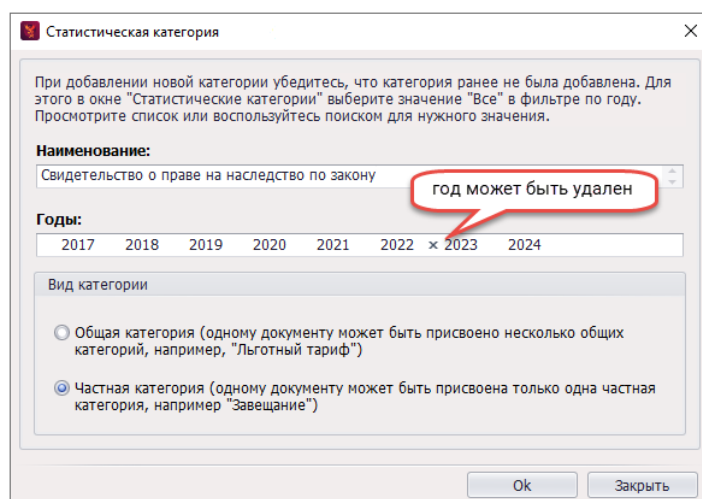 Статистическая категория
При добавлении новой категории убедитесь, что категория ранее не была добавлена. Для
этого в окне "Статистические категории" выберите значение "Все" в фильтре по году.
Просмотрите список или воспользуйтесь поиском для нужного значения.
Наименование:
Свидетельство о праве на наследство по закону
год может быть удален
Годы:
2017 2018 2019 2020 2021 2022 × 2023 2024
Вид категории
Общая категория (одному документу может быть присвоено несколько общих
категорий, например, "Льготный тариф")
Частная категория (одному документу может быть присвоена только одна частная
категория, например "Завещание")
Ok Закрыть